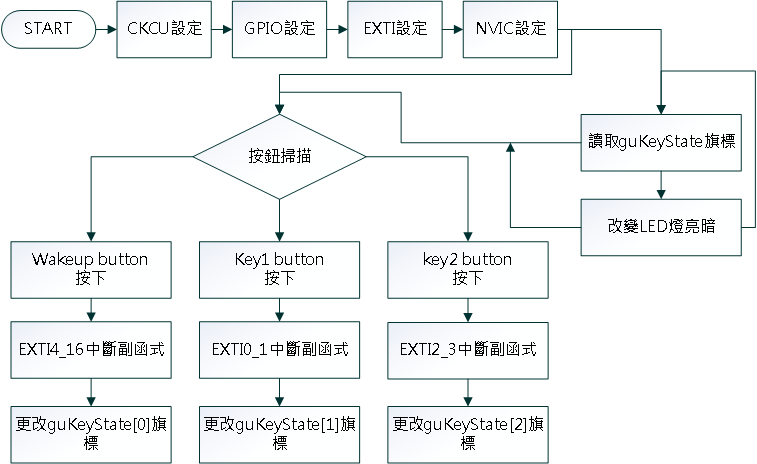 START
CKCU設定
GPIO設定
EXTI設定
NVIC設定
按鈕掃描
讀取guKeyState旗標
改變LED燈亮暗
Wakeup button
按下
Key1 button
按下
key2 button
按下
EXTI4_16中斷副函式
EXTI0_1中斷副函式
EXTI2_3中斷副函式
更改guKeyState[0]旗
標
更改guKeyState[1]旗
標
更改guKeyState[2]旗
標